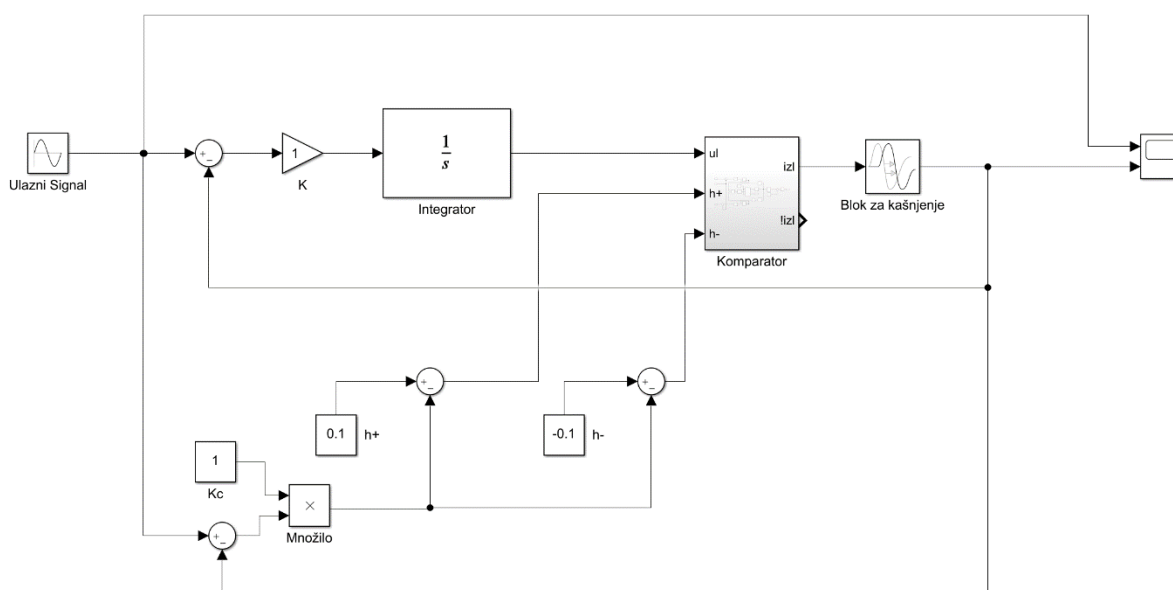 Ulazni Signal
+
−
1
K
1
s
Integrator
ul
h+
h-
izl
!izl
Komparator
Blok za kašnjenje
+
−
+
−
0.1
h+
-0.1
h-
1
Kc
×
Množilo
+
−